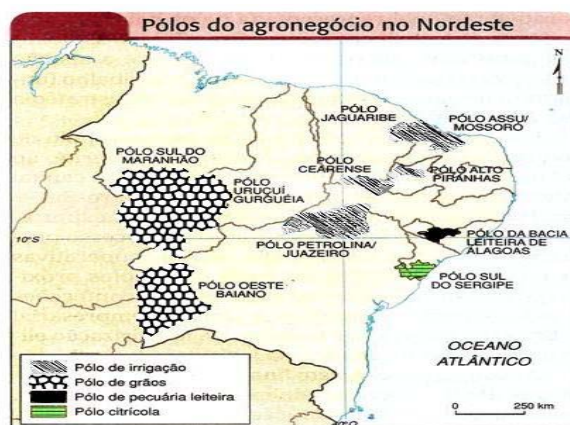 Pólos do agronegócio no Nordeste
N
PÓLO
JAGUARIBE
PÓLO ASSU/
MOSSORÓ
PÓLO SUL DO
MARANHÃO
PÓLO
CEARENSE
PÓLO ALTO
PIRANHAS
PÓLO
URUÇUÍ
GURGUÉIA
10°S
PÓLO PETROLINA/
JUAZEIRO
PÓLO DA BACIA
LEITEIRA DE
ALAGOAS
PÓLO OESTE
BAIANO
PÓLO SUL
DO SERGIPE
OCEANO
ATLÂNTICO
Pólo de irrigação
Pólo de grãos
Pólo de pecuária leiteira
Pólo citrícola
0 250 km